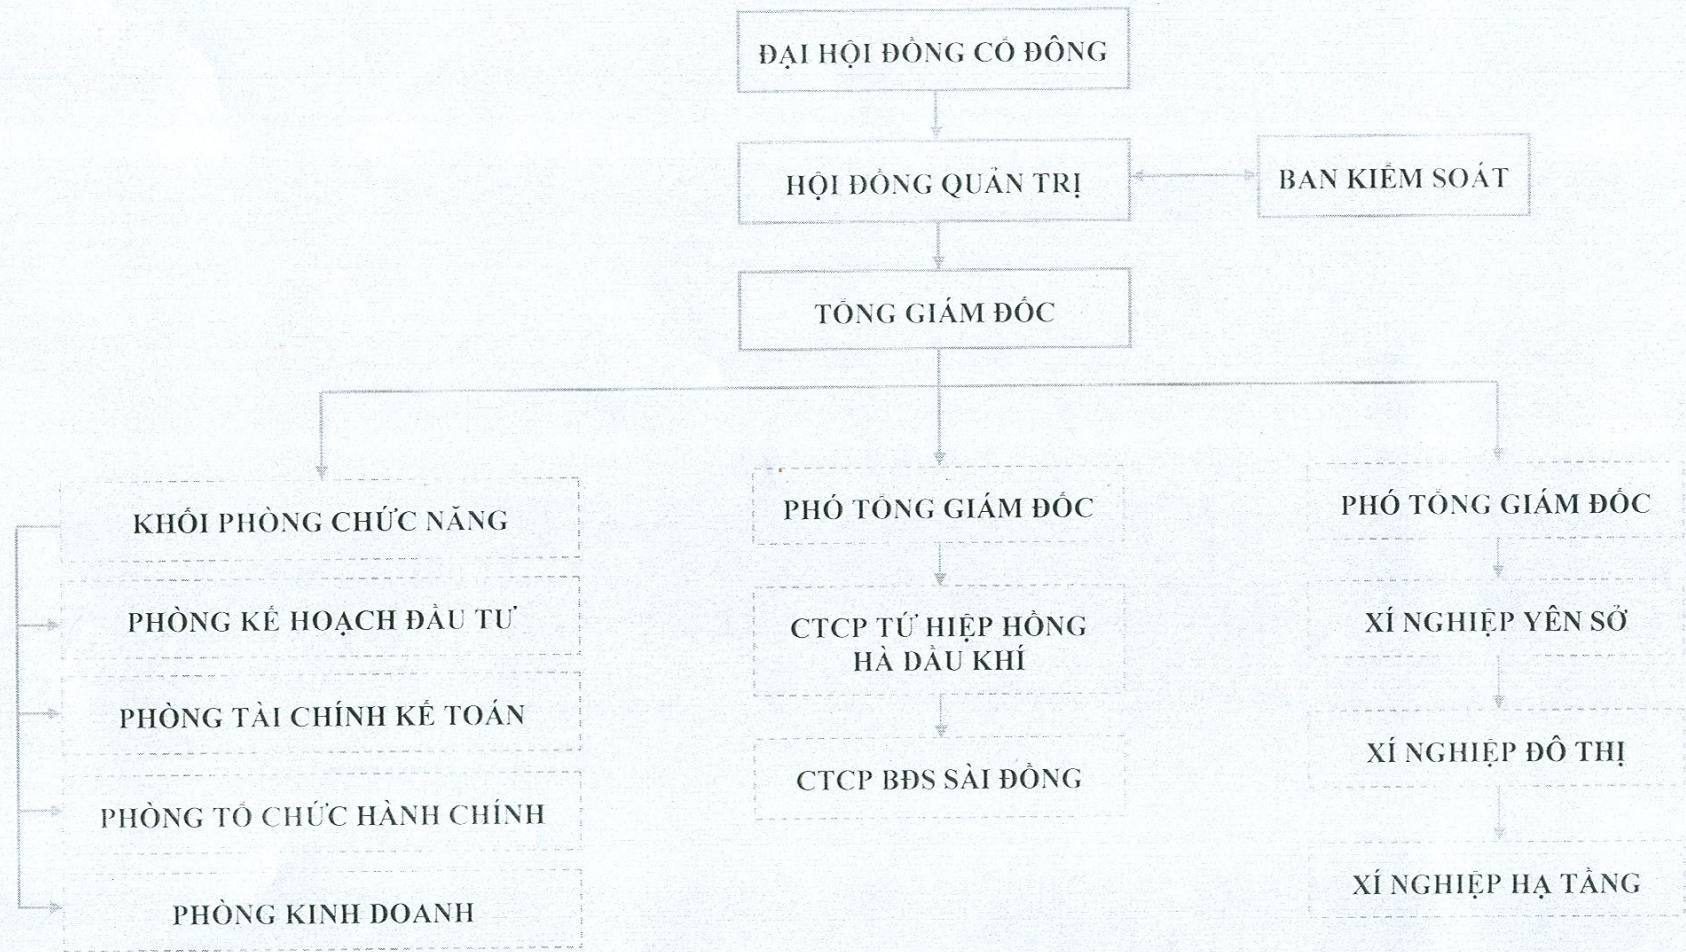 ĐẠI HỘI ĐỒNG CỔ ĐÔNG
HỘI ĐỒNG QUẢN TRỊ
BAN KIỂM SOÁT
TỔNG GIÁM ĐỐC
KHỐI PHÒNG CHỨC NĂNG
PHÒNG KẾ HOẠCH ĐẦU TƯ
PHÒNG TÀI CHÍNH KẾ TOÁN
PHÒNG TỔ CHỨC HÀNH CHÍNH
PHÒNG KINH DOANH
PHÓ TỔNG GIÁM ĐỐC
CTCP TỨ HIỆP HỒNG
HÀ DẦU KHÍ
CTCP BĐS SÀI ĐỒNG
PHÓ TỔNG GIÁM ĐỐC
XÍ NGHIỆP YÊN SỞ
XÍ NGHIỆP ĐÔ THỊ
XÍ NGHIỆP HẠ TẦNG